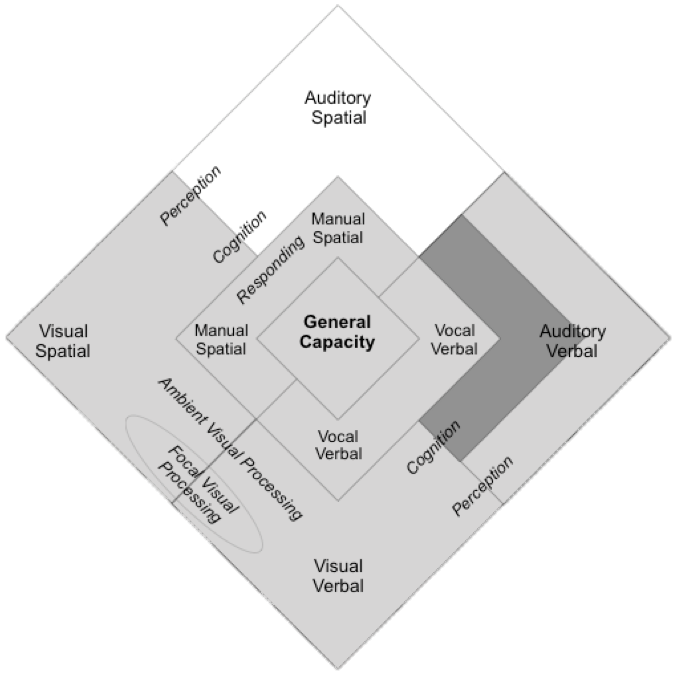 Auditory
Spatial
Perception
Cognition
Responding
Manual
Spatial
General
Capacity
Visual
Spatial
Manual
Spatial
Vocal
Verbal
Auditory
Verbal
Ambient Visual Processing
Focal Visual
Processing
Vocal
Verbal
Cognition
Perception
Visual
Verbal